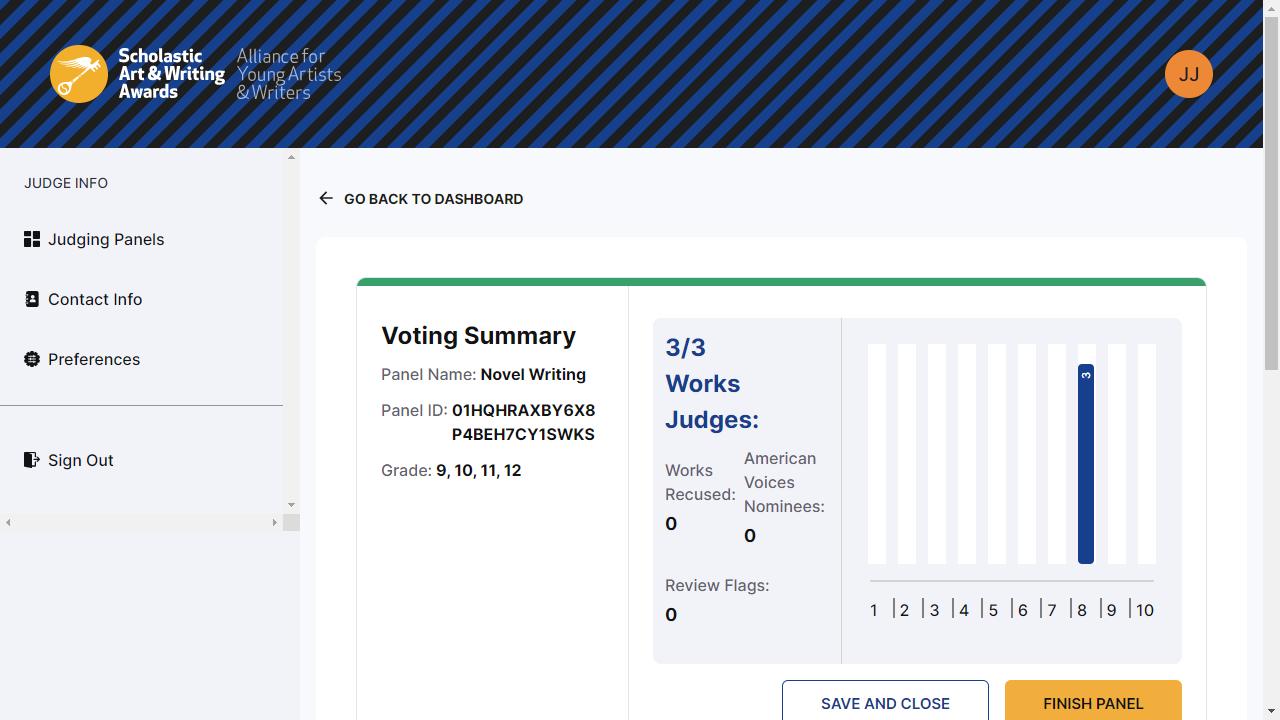 Scholastic
Art & Writing
Awards
Alliance for
Young Artists
& Writers
JJ
JUDGE INFO
Judging Panels
Contact Info
Preferences
Sign Out
GO BACK TO DASHBOARD
Voting Summary
Panel Name: Novel Writing
Panel ID: 01HQHRAXBY6X8
P4BEH7CY1SWKS
Grade: 9, 10, 11, 12
3/3
Works
Judges:
Works
Recused:
0
American
Voices
Nominees:
0
Review Flags:
0
3
1 2 3 4 5 6 7 8 9 10
SAVE AND CLOSE
FINISH PANEL